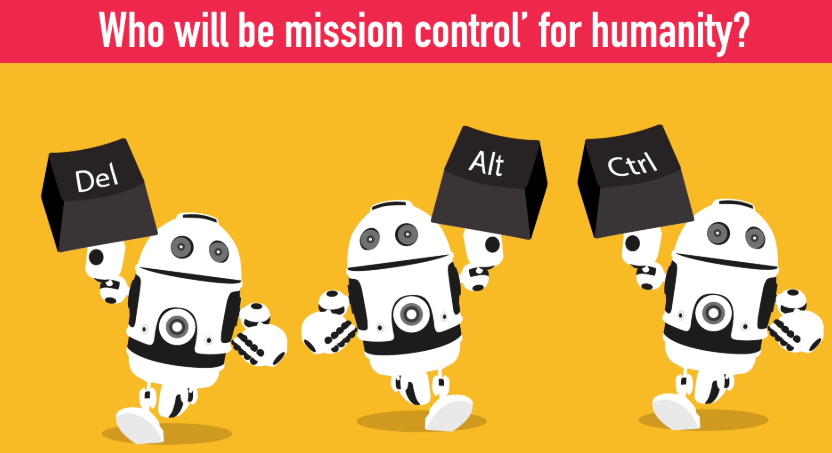 Who will be mission control’ for humanity?
Del
Alt
Ctrl